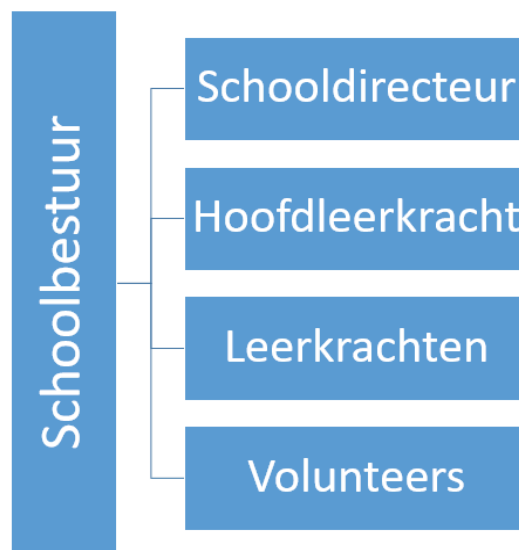 Schoolbestuur
Schooldirecteur
Hoofdleerkracht
Leerkrachten
Volunteers